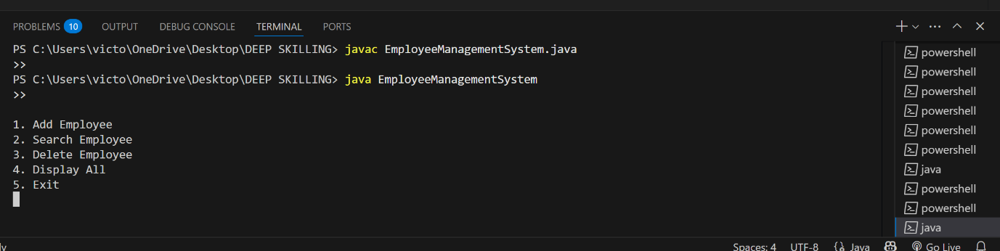 PROBLEMS 10 OUTPUT DEBUG CONSOLE TERMINAL PORTS
PS C:\Users\victo\OneDrive\Desktop\DEEP SKILLING> javac EmployeeManagementSystem.java
>>
PS C:\Users\victo\OneDrive\Desktop\DEEP SKILLING> java EmployeeManagementSystem
>>
1. Add Employee
2. Search Employee
3. Delete Employee
4. Display All
5. Exit
powershell
powershell
powershell
powershell
powershell
powershell
java
powershell
powershell
java
Spaces: 4 UTF-8 Java Go Live